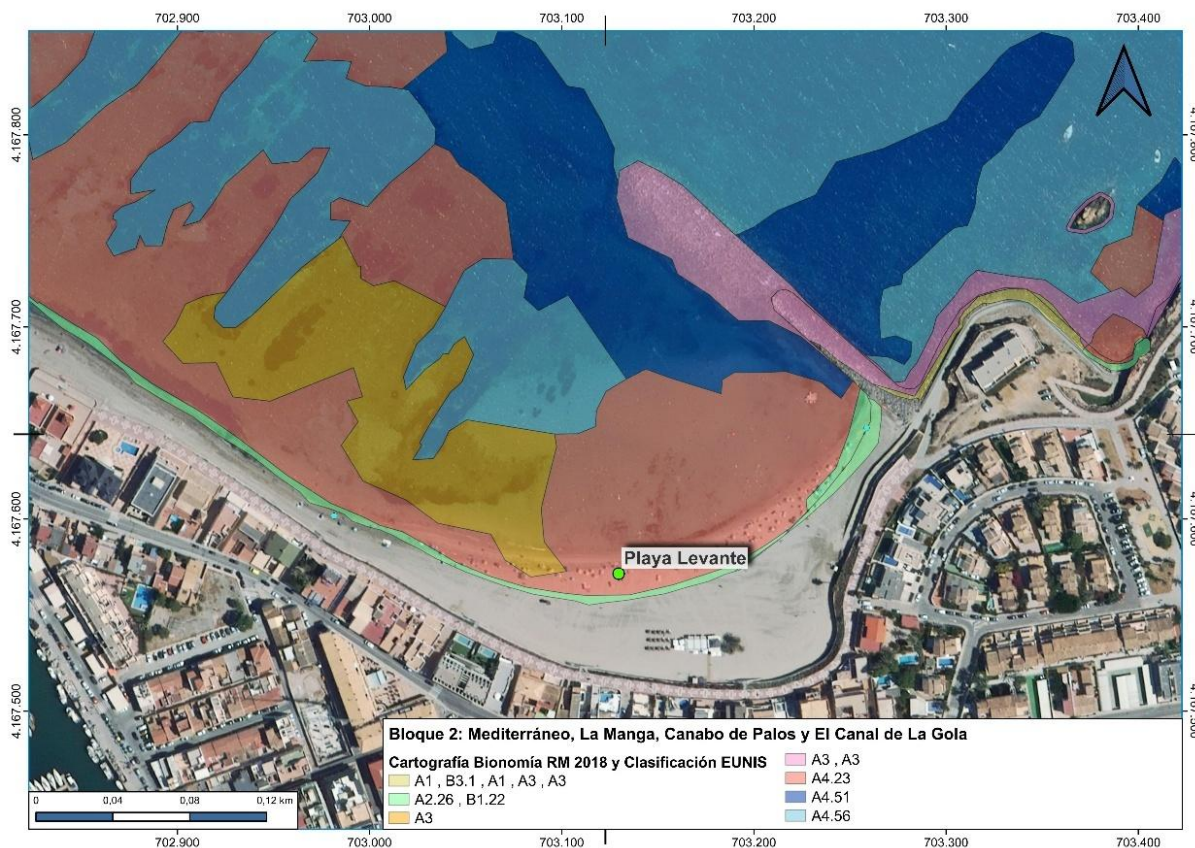 702.900 703.000 703.100 703.200 703.300 703.400
4.167.800
4.167.700
4.167.600
4.167.500
Playa Levante
Bloque 2: Mediterráneo, La Manga, Canabo de Palos y El Canal de La Gola
Cartografía Bionomía RM 2018 y Clasificación EUNIS
A1 , B3.1 , A1 , A3 , A3
A2.26 , B1.22
A3
A3 , A3
A4.23
A4.51
A4.56
0 0,04 0,08 0,12 km
702.900 703.000 703.100 703.200 703.300 703.400